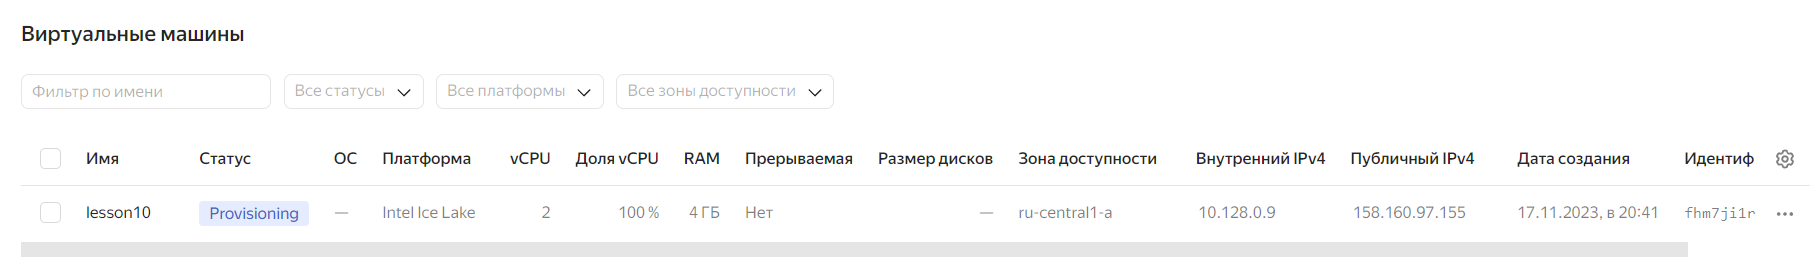 Виртуальные машины
Фильтр по имени Все статусы Все платформы Все зоны доступности
Имя Статус ОС Платформа vCPU Доля vCPU RAM Прерываемая Размер дисков Зона доступности Внутренний IPv4 Публичный IPv4 Дата создания Идентиф
lesson10 Provisioning — Intel Ice Lake 2 100 % 4 ГБ Нет — ru-central1-a 10.128.0.9 158.160.97.155 17.11.2023, в 20:41 fhm7ji1r